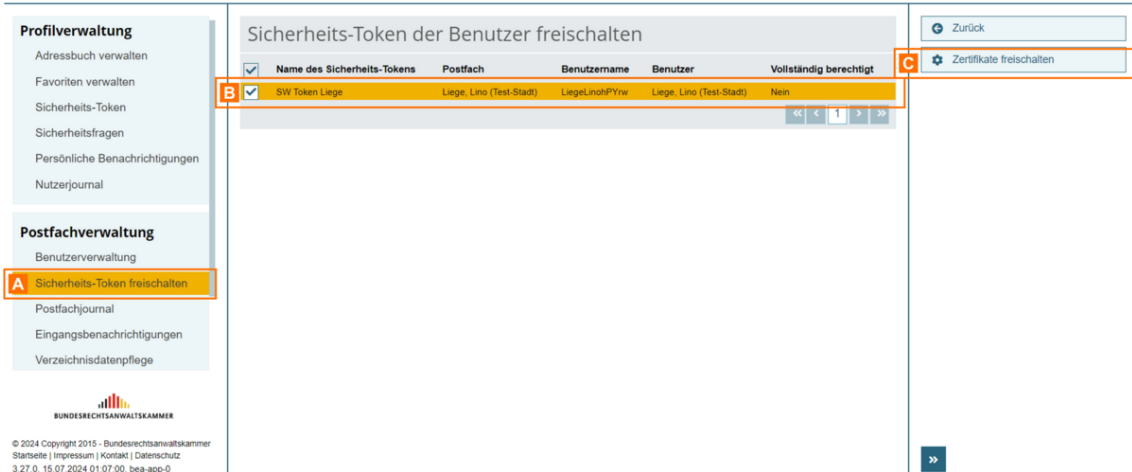 Profilverwaltung
Adressbuch verwalten
Favoriten verwalten
Sicherheits-Token
Sicherheitsfragen
Persönliche Benachrichtigungen
Nutzerjournal
Postfachverwaltung
Benutzerverwaltung
A Sicherheits-Token freischalten
Postfachjournal
Eingangsbenachrichtigungen
Verzeichnisdatenpflege
BUNDESRECHTSANWALTSKAMMER
© 2024 Copyright 2015 - Bundesrechtsanwaltskammer
Startseite | Impressum | Kontakt | Datenschutz
3.27.0, 15.07.2024 01:07:00, bea-app-0
Sicherheits-Token der Benutzer freischalten
Name des Sicherheits-Tokens Postfach Benutzername Benutzer Vollständig berechtigt
B SW Token Liege Liege, Lino (Test-Stadt) LiegeLinohPYrw Liege, Lino (Test-Stadt) Nein
« < 1 > »
Zurück
C Zertifikate freischalten
»